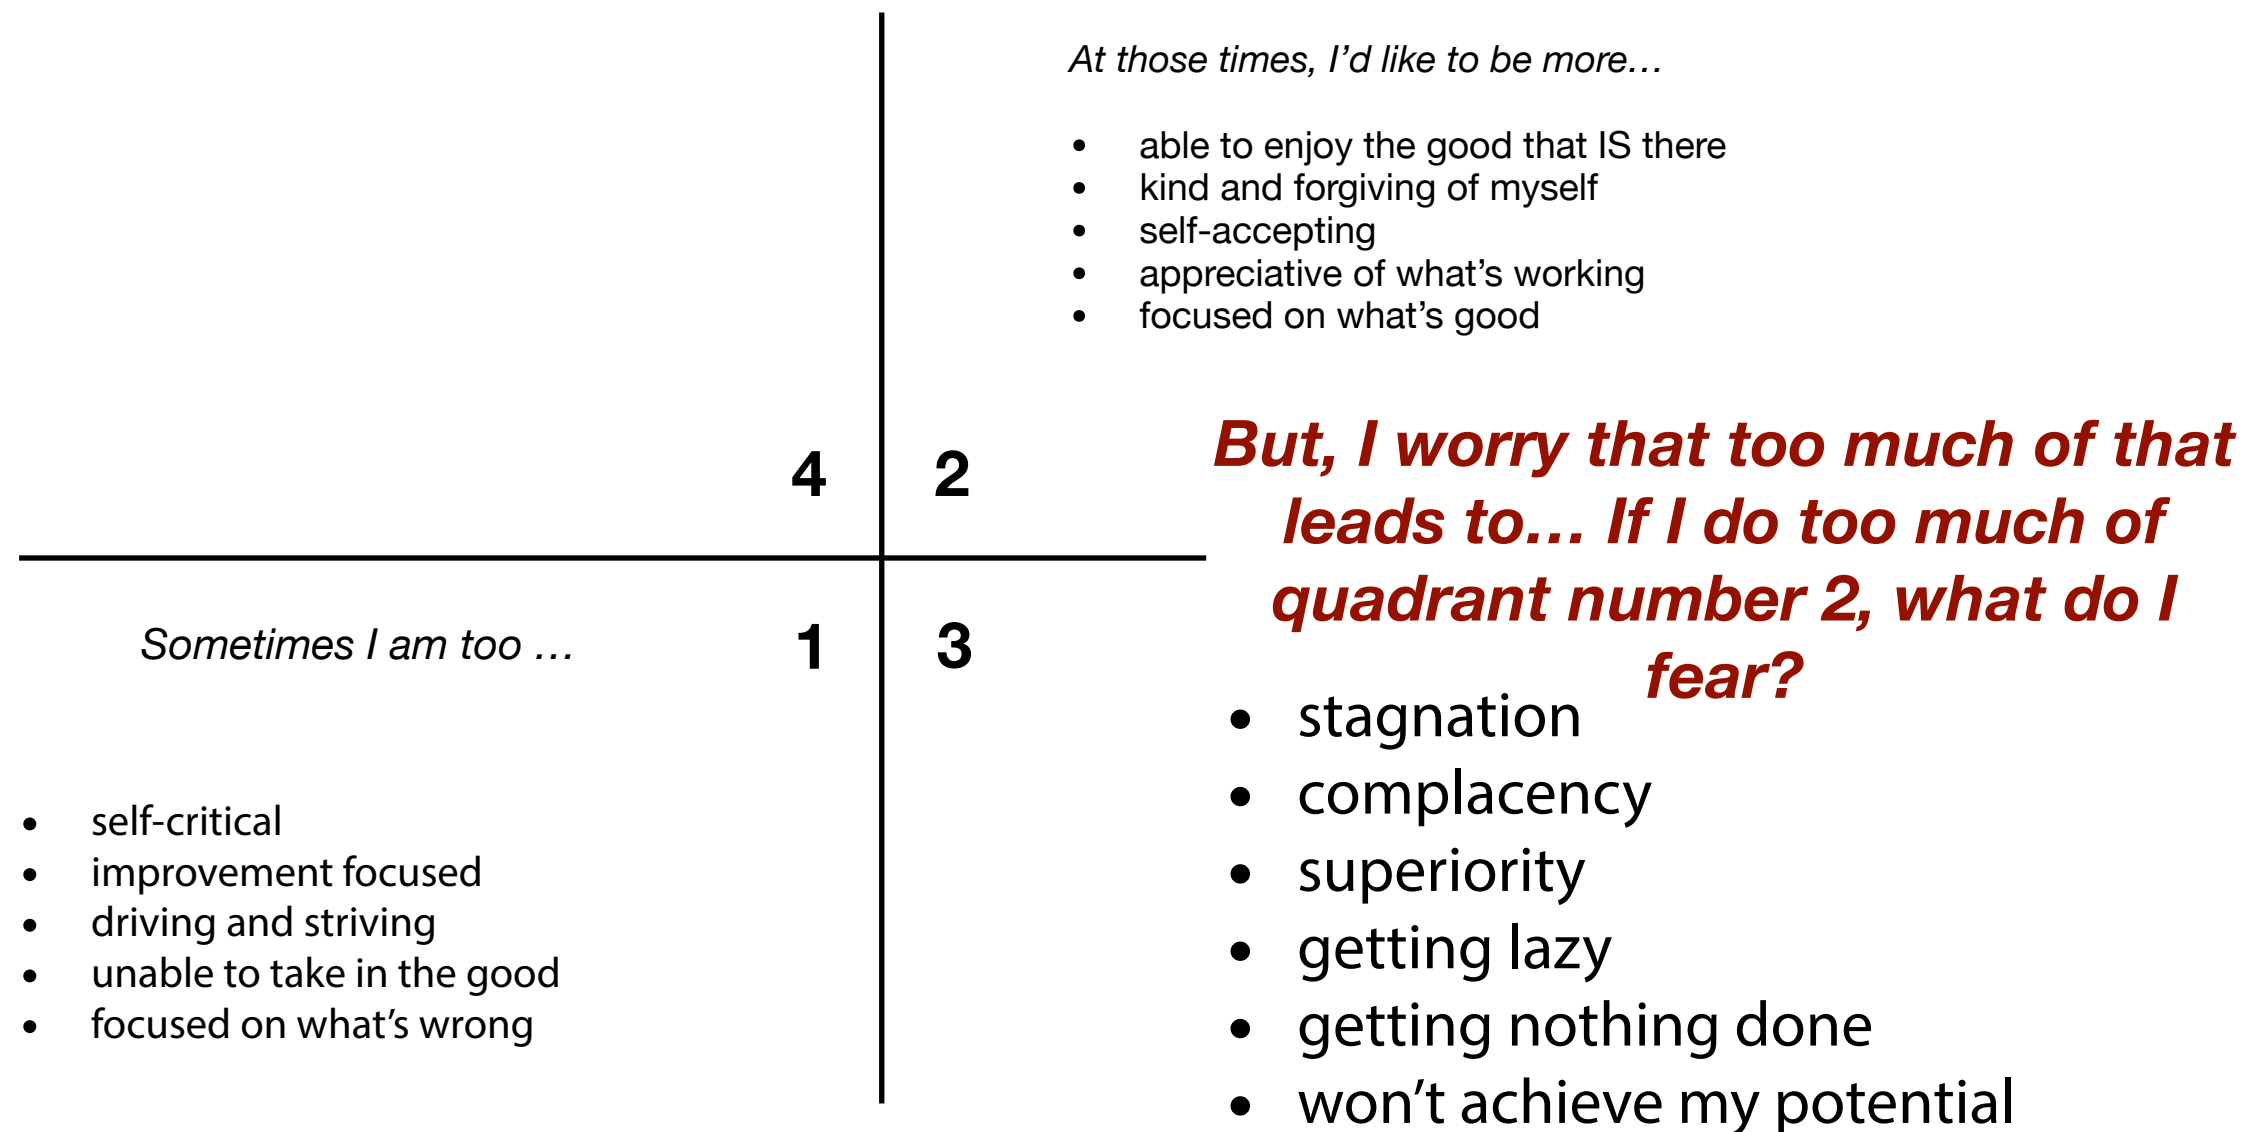 At those times, I’d like to be more…
• able to enjoy the good that IS there
• kind and forgiving of myself
• self-accepting
• appreciative of what’s working
• focused on what’s good
4 2
But, I worry that too much of that
leads to… If I do too much of
quadrant number 2, what do I
fear?
Sometimes I am too …
1 3
• self-critical
• improvement focused
• driving and striving
• unable to take in the good
• focused on what’s wrong
• stagnation
• complacency
• superiority
• getting lazy
• getting nothing done
• won’t achieve my potential